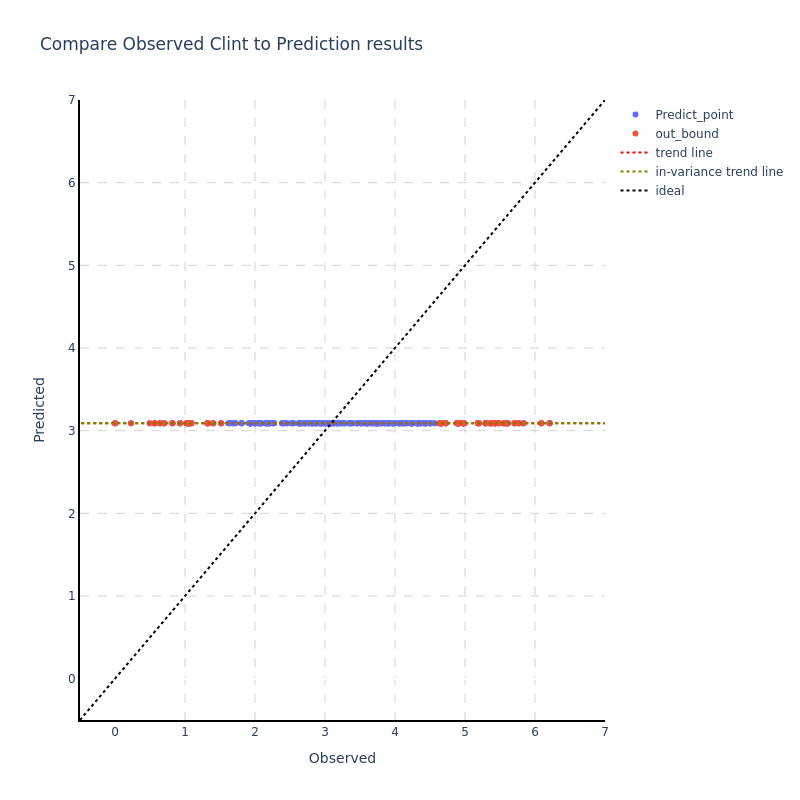 Compare Observed Clint to Prediction results
7
6
5
4
3
2
1
0
Predicted
0 1 2 3 4 5 6 7
Observed
Predict_point
out_bound
trend line
in-variance trend line
ideal